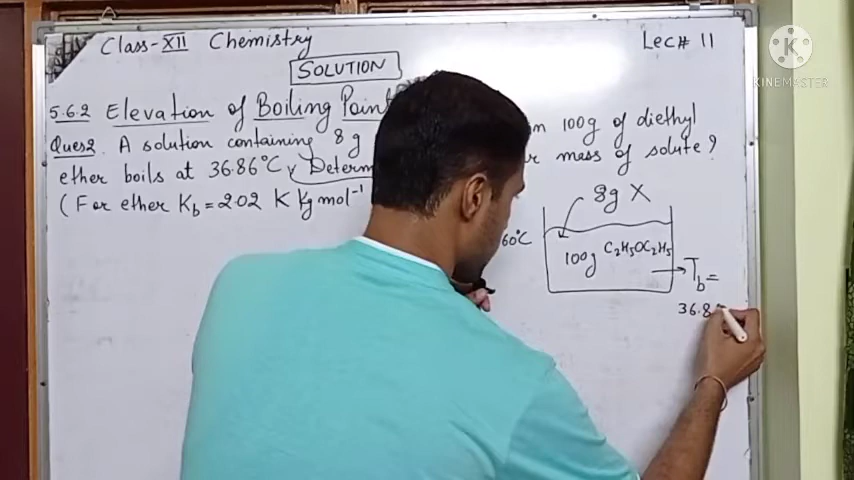 Class-XII Chemistry
Lec# 11
KINEMASTER
SOLUTION
5.6.2 Elevation of Boiling Point
Ques2. A solution containing 8g 100g of diethyl
ether boils at 36.86°C, mass of solute?
(For ether Kb=2.02 K Kg mol⁻¹
8g X
60°C
100g C₂H₅OC₂H₅
Tb=
36.8